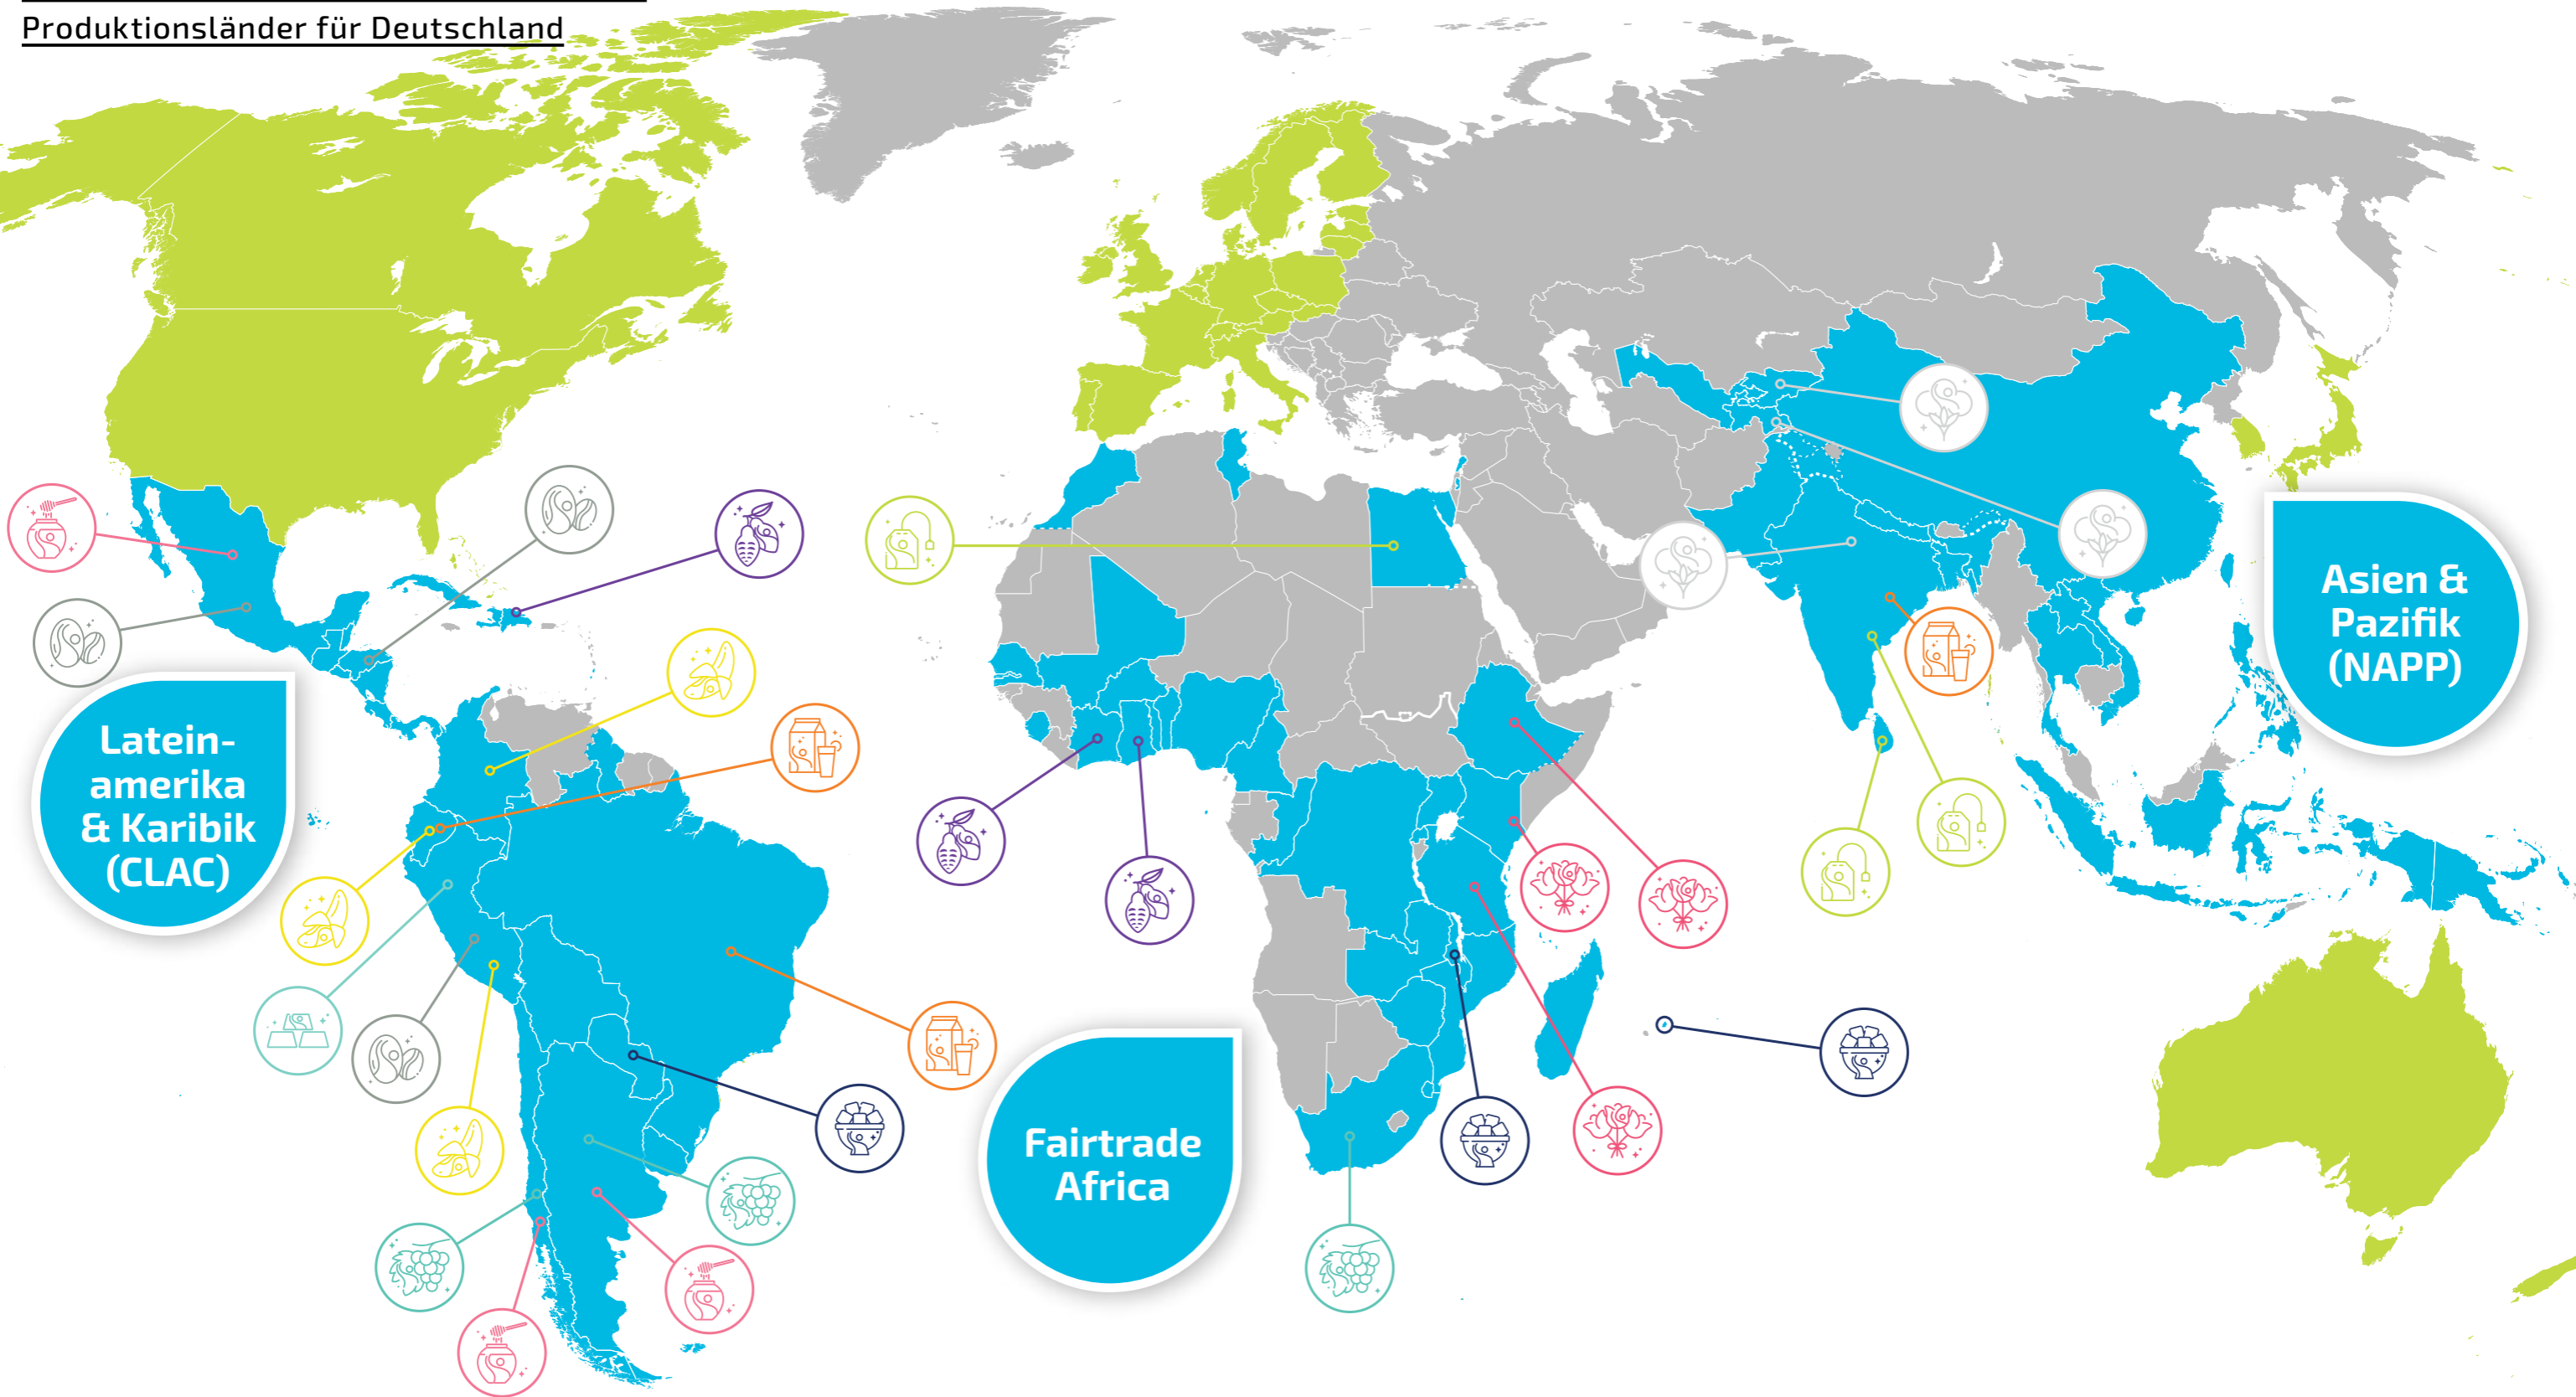 Produktionsländer für Deutschland
Latein-
amerika
& Karibik
(CLAC)
Fairtrade
Africa
Asien &
Pazifik
(NAPP)